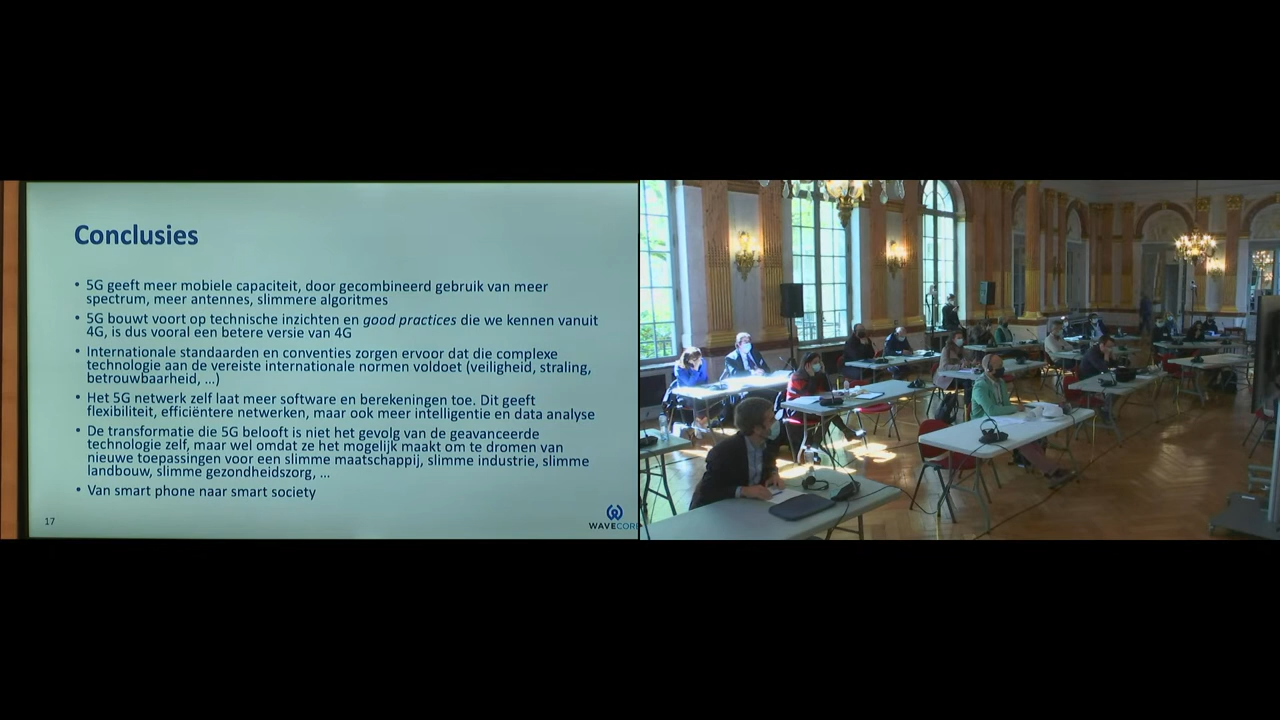 Conclusies
• 5G geeft meer mobiele capaciteit, door gecombineerd gebruik van meer
spectrum, meer antennes, slimmere algoritmes
• 5G bouwt voort op technische inzichten en good practices die we kennen vanuit
4G, is dus vooral een betere versie van 4G
• Internationale standaarden en conventies zorgen ervoor dat die complexe
technologie aan de vereiste internationale normen voldoet (veiligheid, straling,
betrouwbaarheid, ...)
• Het 5G netwerk zelf laat meer software en berekeningen toe. Dit geeft
flexibiliteit, efficiëntere netwerken, maar ook meer intelligentie en data analyse
• De transformatie die 5G belooft is niet het gevolg van de geavanceerde
technologie zelf, maar wel omdat ze het mogelijk maakt om te dromen van
nieuwe toepassingen voor een slimme maatschappij, slimme industrie, slimme
landbouw, slimme gezondheidszorg, ...
• Van smart phone naar smart society
17
WAVECORE